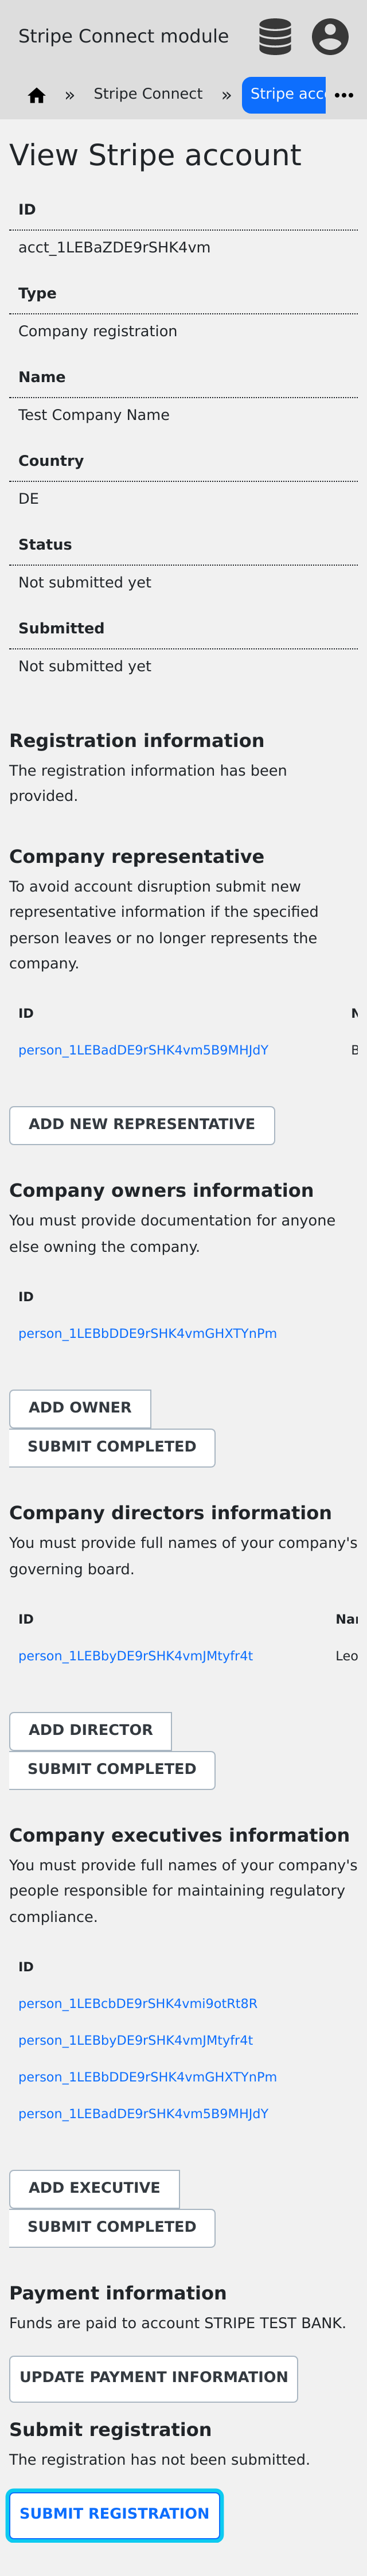 Stripe Connect module
» Stripe Connect » Stripe acc
View Stripe account
ID
acct_1LEBaZDE9rSHK4vm
Type
Company registration
Name
Test Company Name
Country
DE
Status
Not submitted yet
Submitted
Not submitted yet
Registration information
The registration information has been
provided.
Company representative
To avoid account disruption submit new
representative information if the specified
person leaves or no longer represents the
company.
ID N
person_1LEBadDE9rSHK4vm5B9MHJdY B
ADD NEW REPRESENTATIVE
Company owners information
You must provide documentation for anyone
else owning the company.
ID
person_1LEBbDDE9rSHK4vmGHXTYnPm
ADD OWNER
SUBMIT COMPLETED
Company directors information
You must provide full names of your company's
governing board.
ID Nar
person_1LEBbyDE9rSHK4vmJMtyfr4t Leo
ADD DIRECTOR
SUBMIT COMPLETED
Company executives information
You must provide full names of your company's
people responsible for maintaining regulatory
compliance.
ID
person_1LEBcbDE9rSHK4vmi9otRt8R
person_1LEBbyDE9rSHK4vmJMtyfr4t
person_1LEBbDDE9rSHK4vmGHXTYnPm
person_1LEBadDE9rSHK4vm5B9MHJdY
ADD EXECUTIVE
SUBMIT COMPLETED
Payment information
Funds are paid to account STRIPE TEST BANK.
UPDATE PAYMENT INFORMATION
Submit registration
The registration has not been submitted.
SUBMIT REGISTRATION